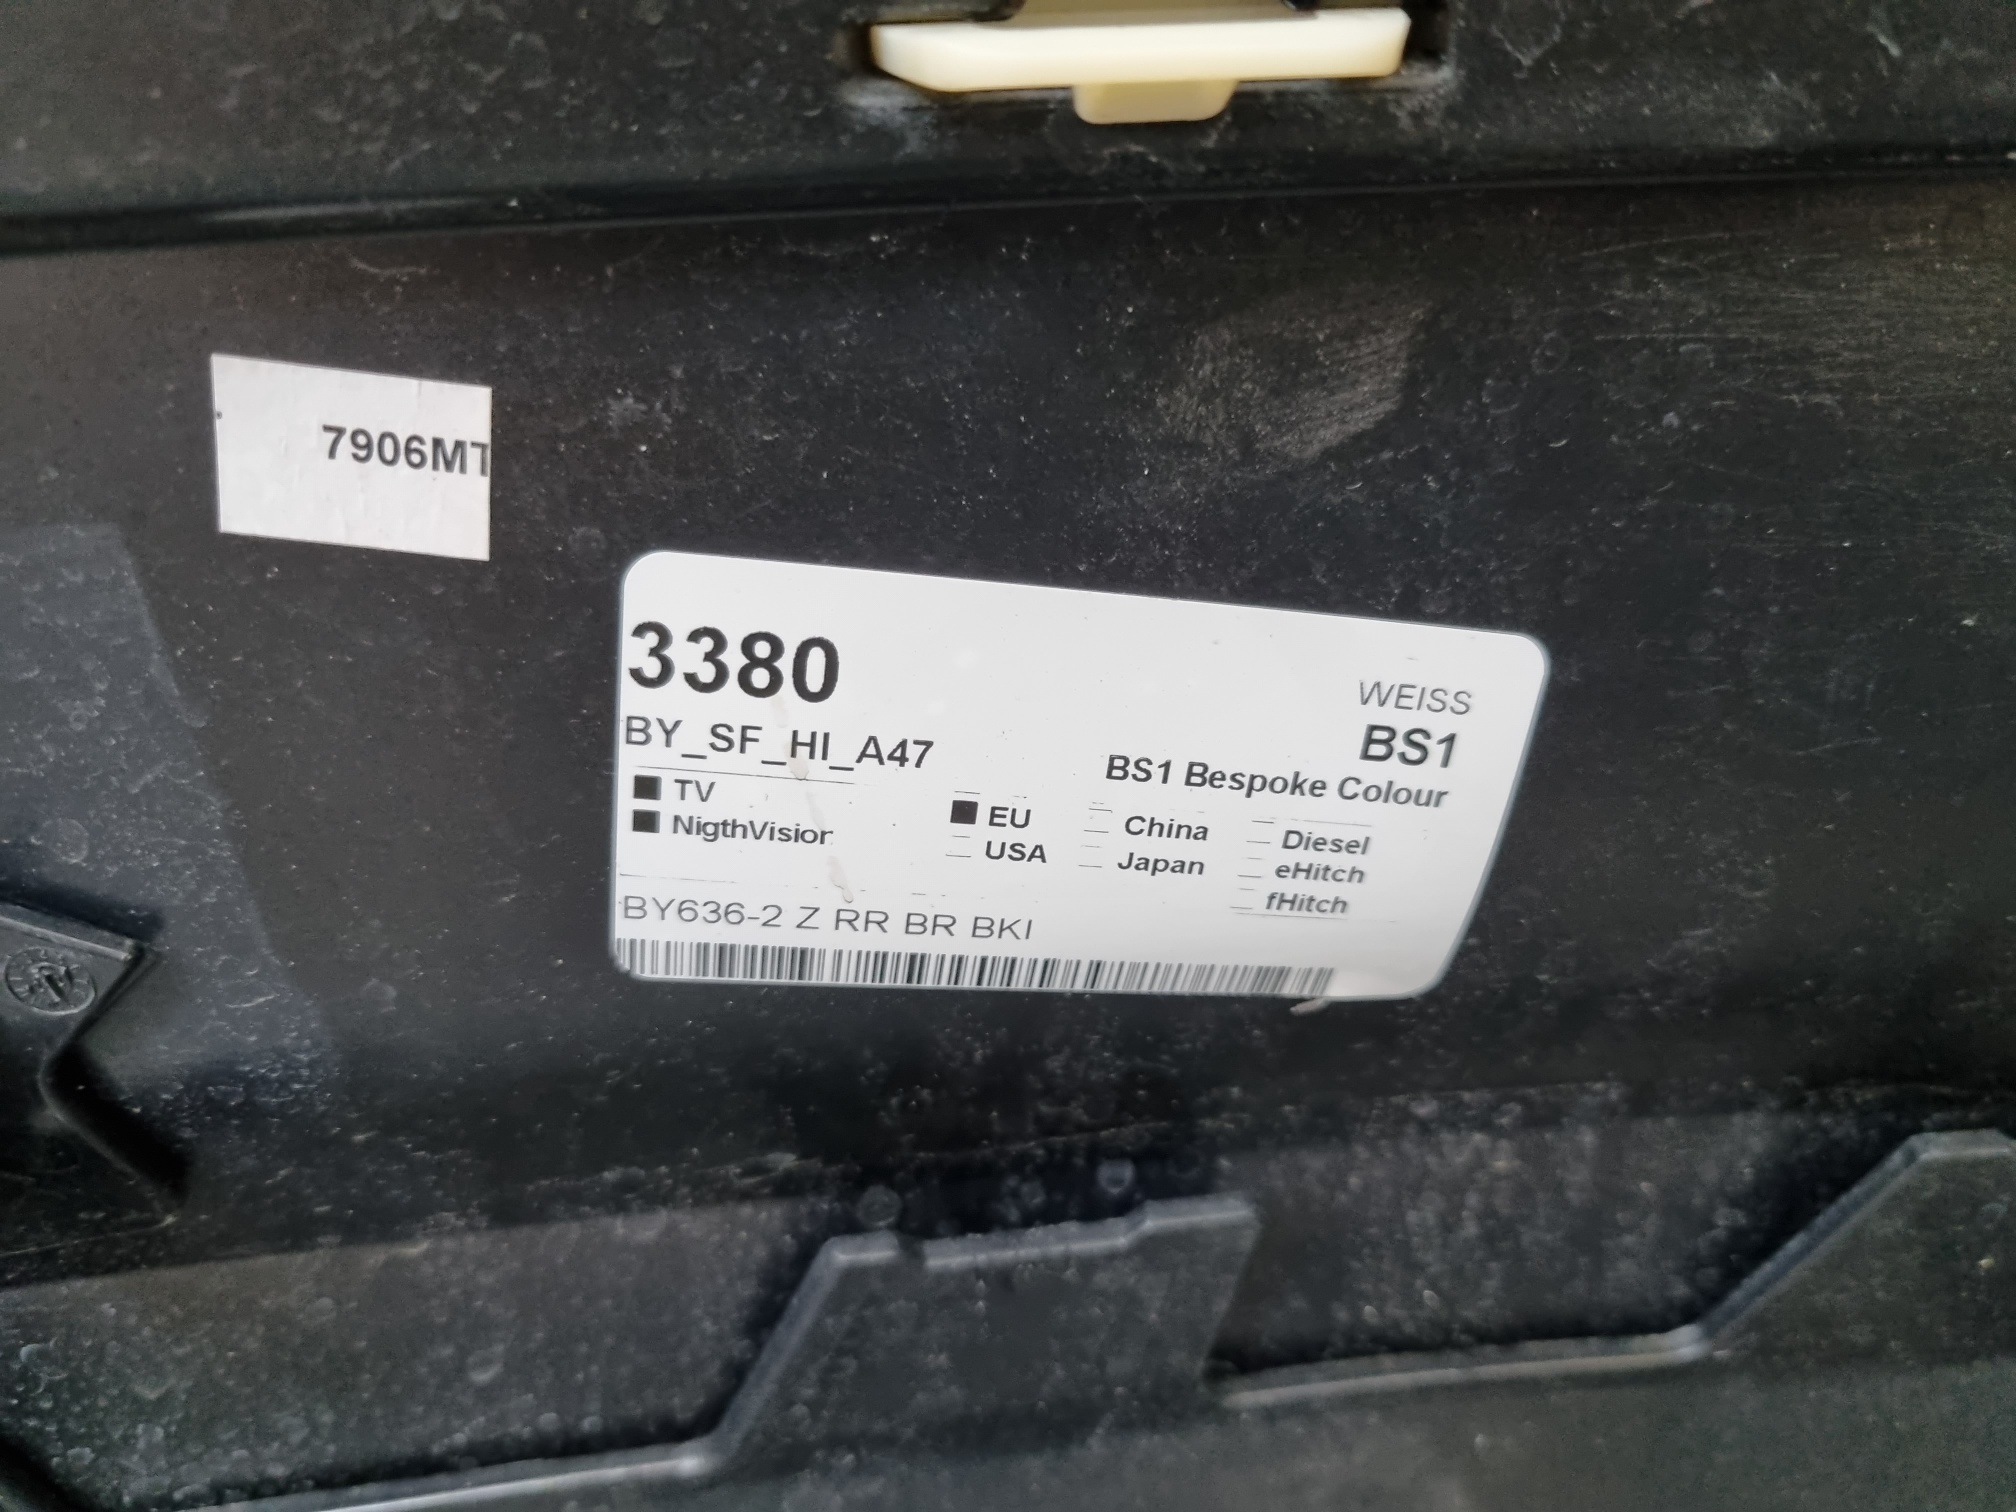 7906MT
3380
WEISS
BS1
BY_SF_HI_A47
BS1 Bespoke Colour
TV
NigthVision
EU
USA
China
Japan
Diesel
eHitch
fHitch
BY636-2 Z RR BR BKI